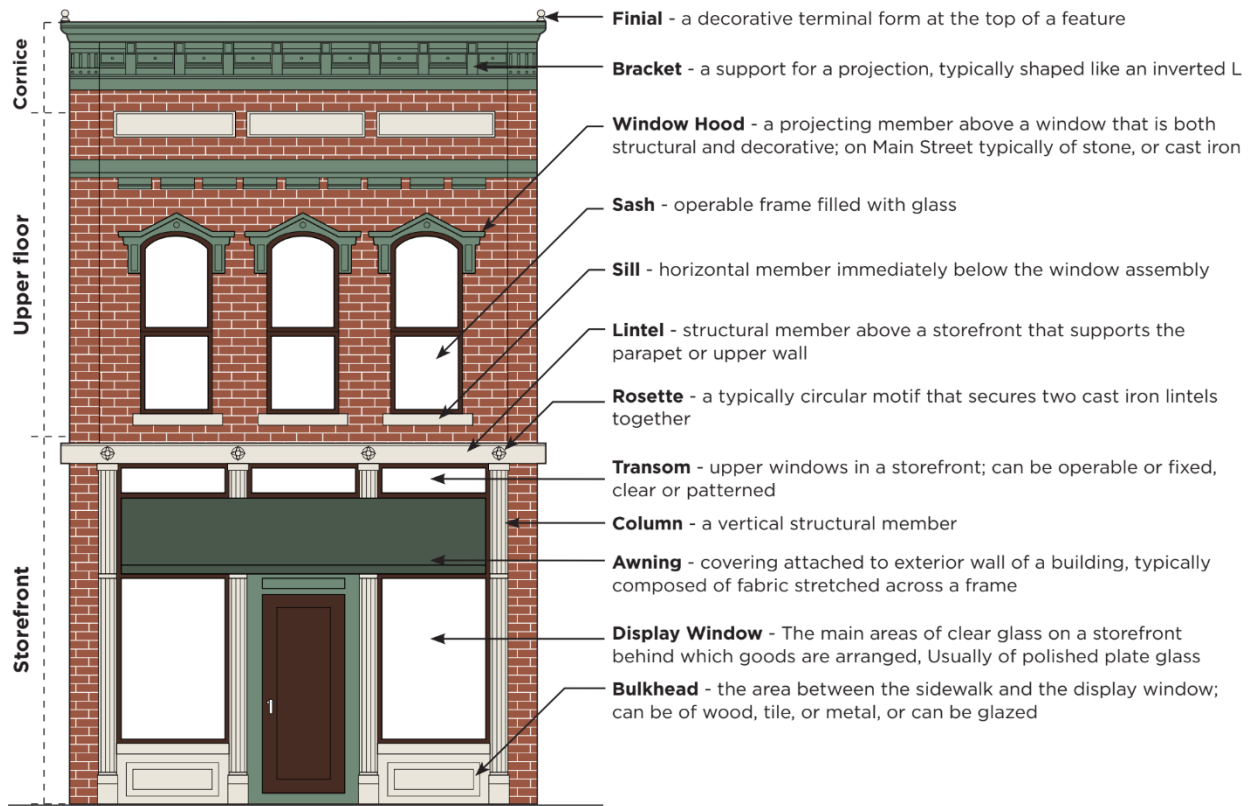 Cornice
Upper floor
Storefront
Finial - a decorative terminal form at the top of a feature
Bracket - a support for a projection, typically shaped like an inverted L
Window Hood - a projecting member above a window that is both
structural and decorative; on Main Street typically of stone, or cast iron
Sash - operable frame filled with glass
Sill - horizontal member immediately below the window assembly
Lintel - structural member above a storefront that supports the
parapet or upper wall
Rosette - a typically circular motif that secures two cast iron lintels
together
Transom - upper windows in a storefront; can be operable or fixed,
clear or patterned
Column - a vertical structural member
Awning - covering attached to exterior wall of a building, typically
composed of fabric stretched across a frame
Display Window - The main areas of clear glass on a storefront
behind which goods are arranged, Usually of polished plate glass
Bulkhead - the area between the sidewalk and the display window;
can be of wood, tile, or metal, or can be glazed